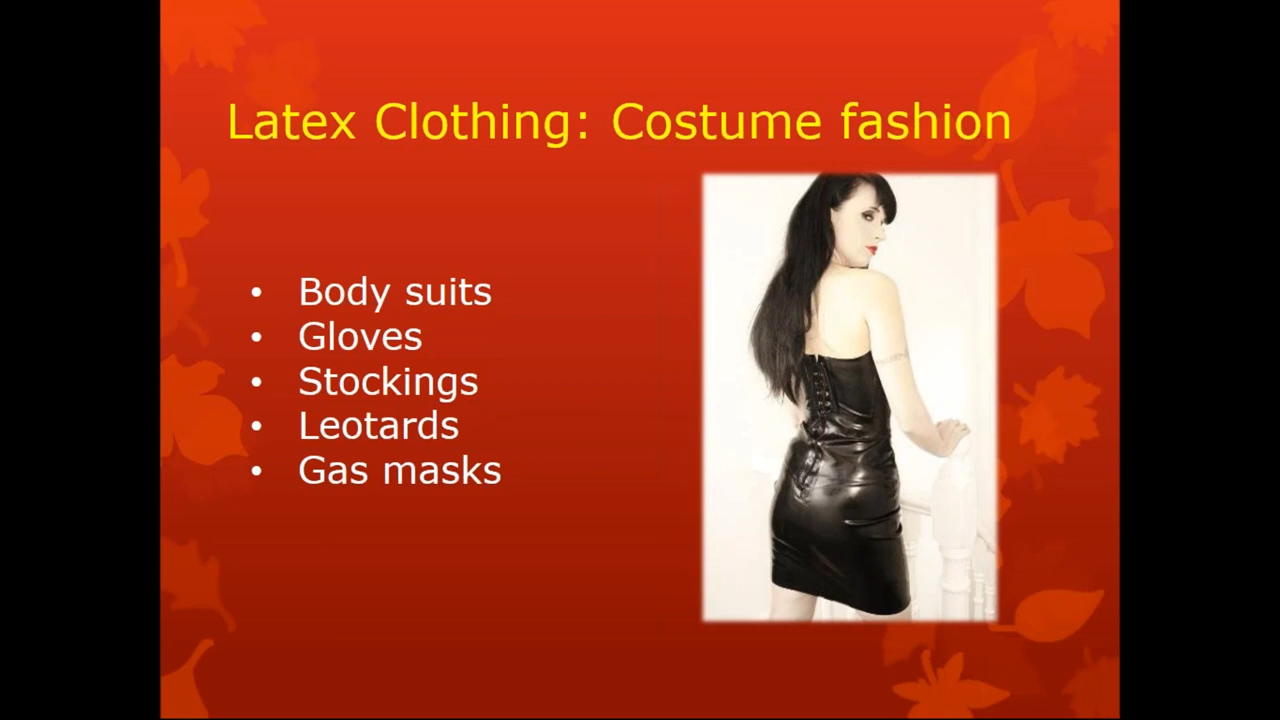 Latex Clothing: Costume fashion
• Body suits
• Gloves
• Stockings
• Leotards
• Gas masks